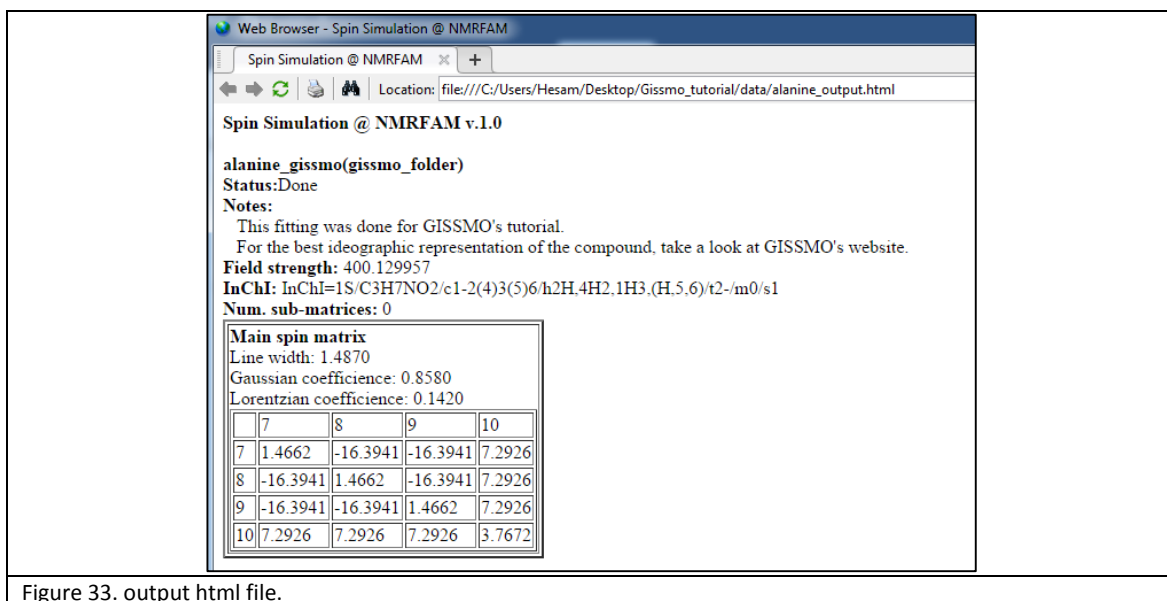 Web Browser - Spin Simulation @ NMRFAM
Spin Simulation @ NMRFAM
Location: file:///C:/Users/Hesam/Desktop/Gissmo_tutorial/data/alanine_output.html
Spin Simulation @ NMRFAM v.1.0
alanine_gissmo(gissmo_folder)
Status:Done
Notes:
This fitting was done for GISSMO's tutorial.
For the best ideographic representation of the compound, take a look at GISSMO's website.
Field strength: 400.129957
InChI: InChI=1S/C3H7NO2/c1-2(4)3(5)6/h2H,4H2,1H3,(H,5,6)/t2-/m0/s1
Num. sub-matrices: 0
Main spin matrix
Line width: 1.4870
Gaussian coefficience: 0.8580
Lorentzian coefficience: 0.1420
7 8 9 10
7 1.4662 -16.3941 -16.3941 7.2926
8 -16.3941 1.4662 -16.3941 7.2926
9 -16.3941 -16.3941 1.4662 7.2926
10 7.2926 7.2926 7.2926 3.7672
Figure 33. output html file.